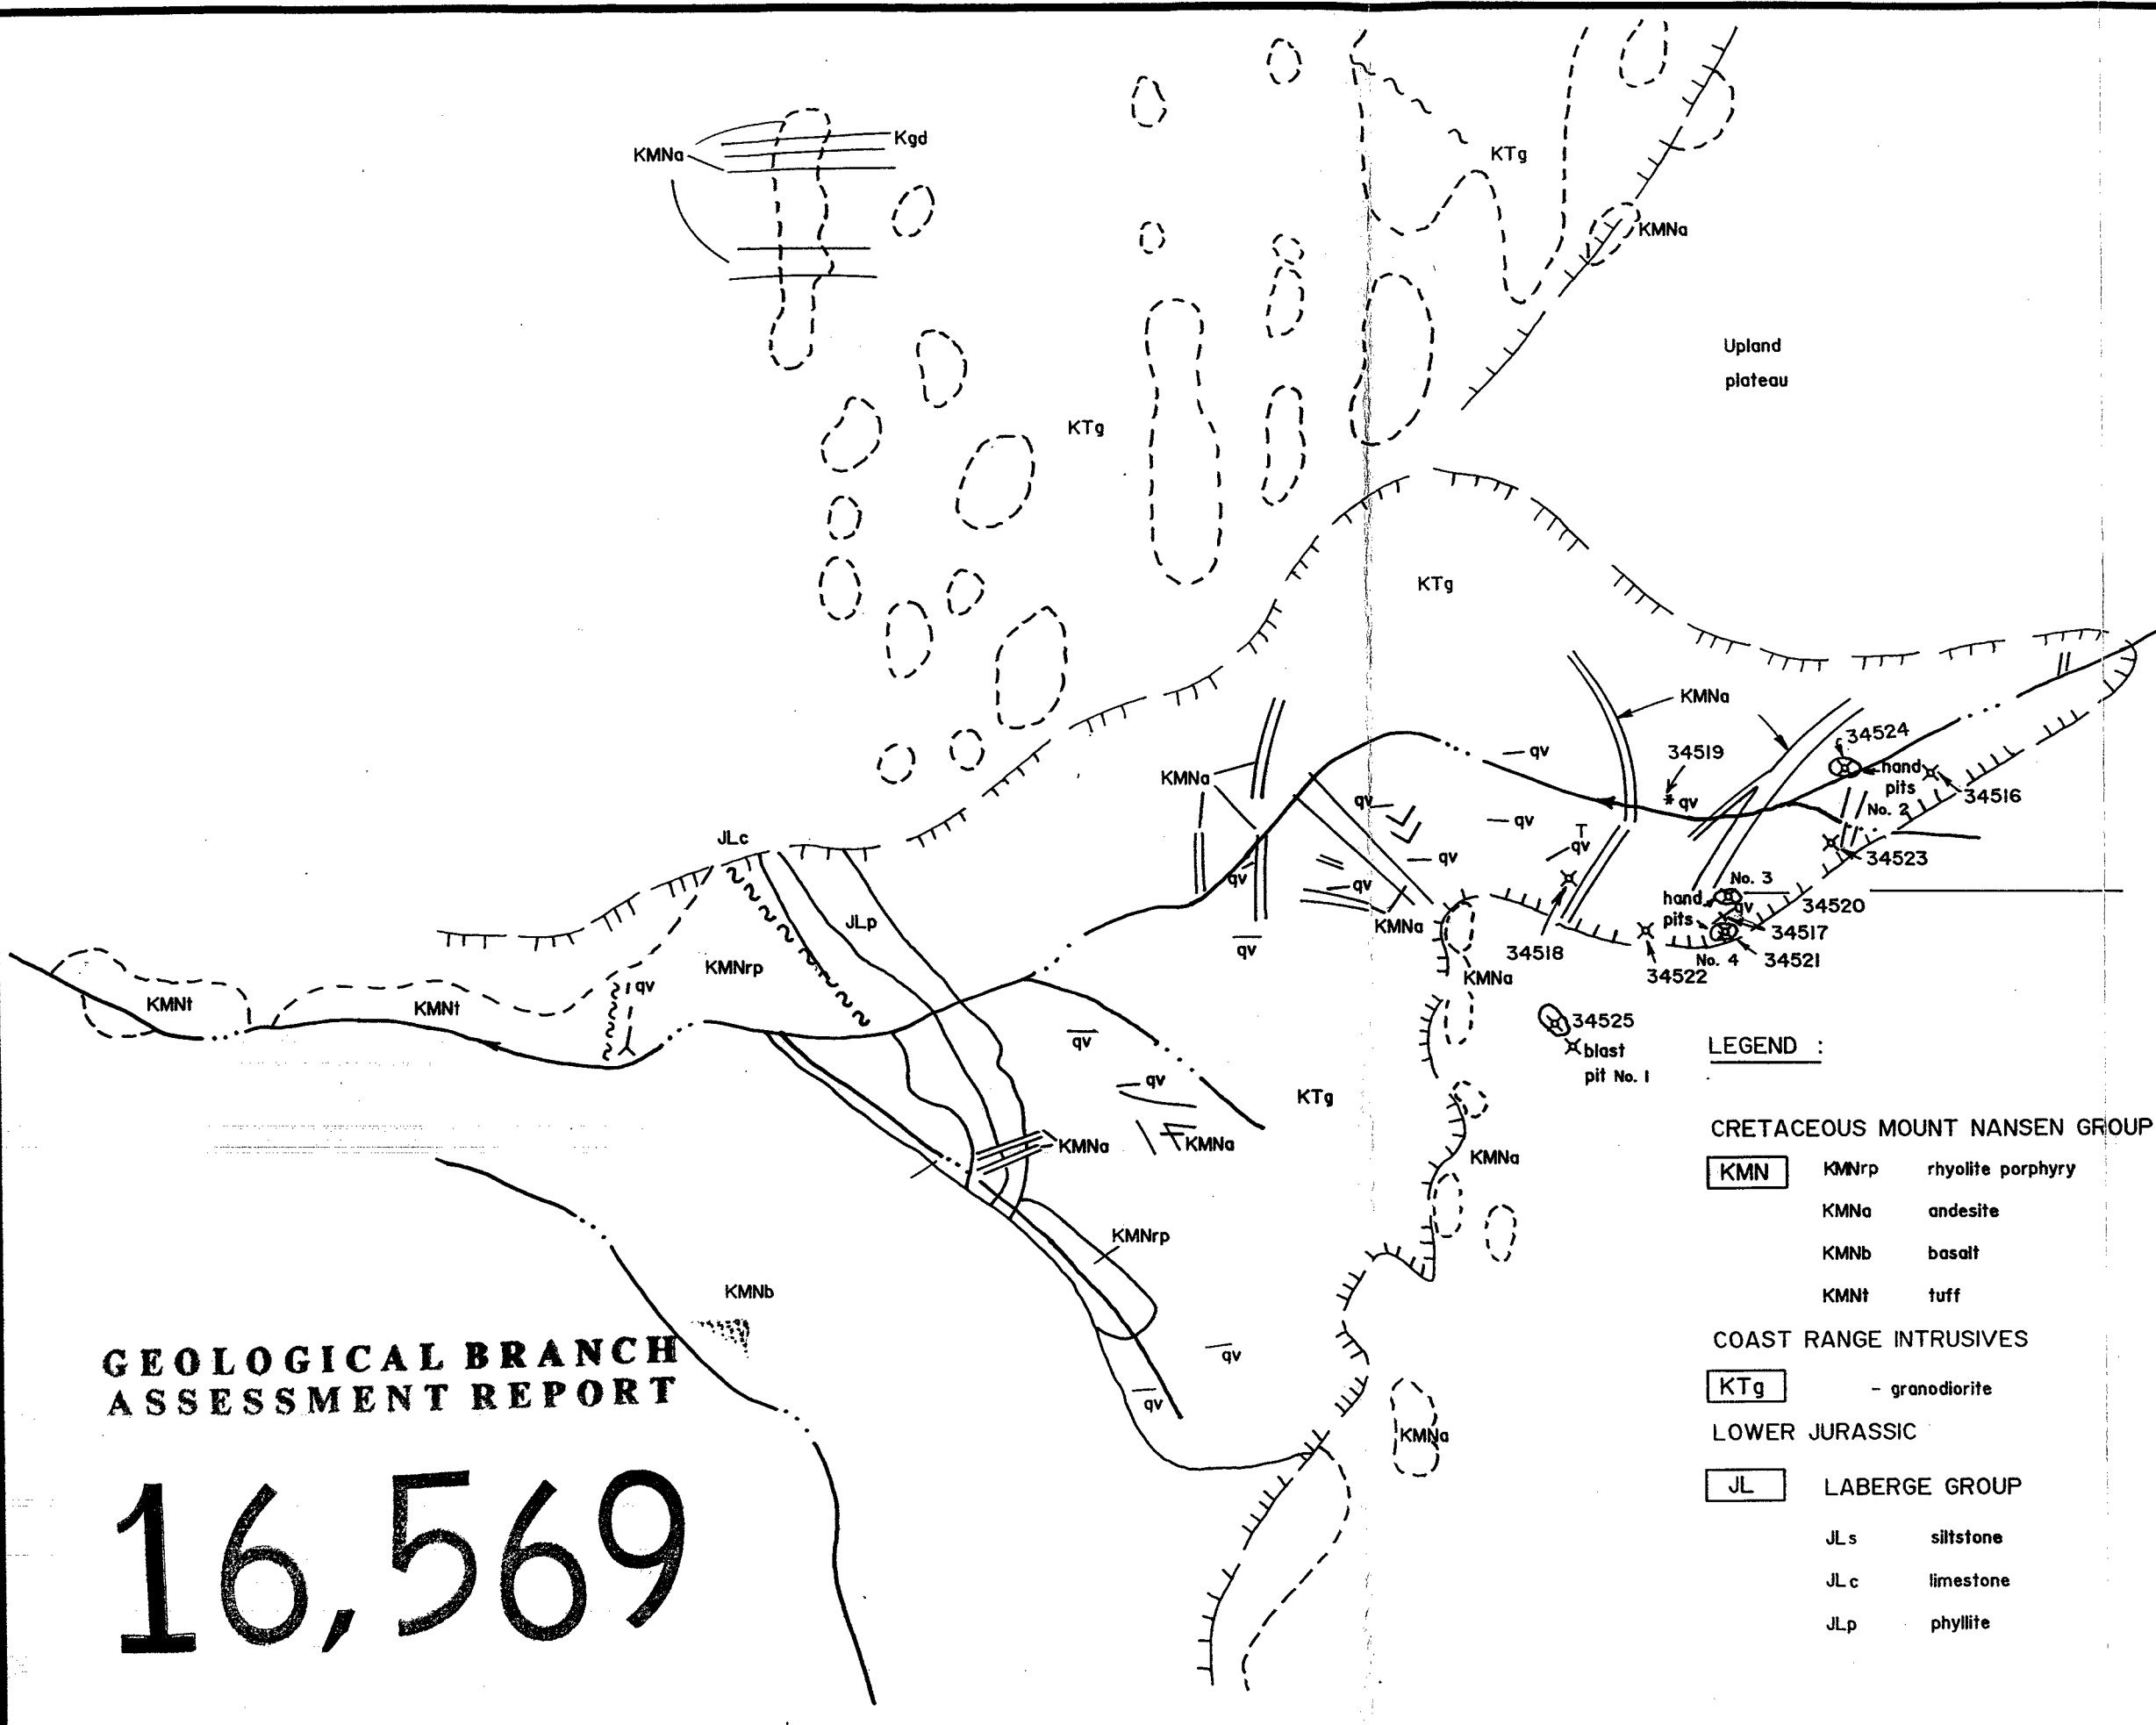 KMNa
Kgd
KTg
KMNa
Upland
plateau
KTg
KTg
KMNa
34524
qv
34519
KMNa
hand
pits
34516
qv
* qv
No. 2
qv
T
qv
JLc
qv
34523
qv
qv
No. 3
hand
pits
34520
JLp
KMNa
qv
34517
qv
34518
34522
No. 4
34521
KMNrp
KMNa
qv
KMNt
KMNt
34525
blast
pit No. 1
qv
qv
KTg
KMNa
KMNa
KMNa
KMNrp
KMNb
qv
qv
KMNa
GEOLOGICAL BRANCH
ASSESSMENT REPORT
16,569
LEGEND :
CRETACEOUS MOUNT NANSEN GROUP
KMN KMNrp rhyolite porphyry
KMNa andesite
KMNb basalt
KMNt tuff
COAST RANGE INTRUSIVES
KTg - granodiorite
LOWER JURASSIC
JL LABERGE GROUP
JLs siltstone
JLc limestone
JLp phyllite